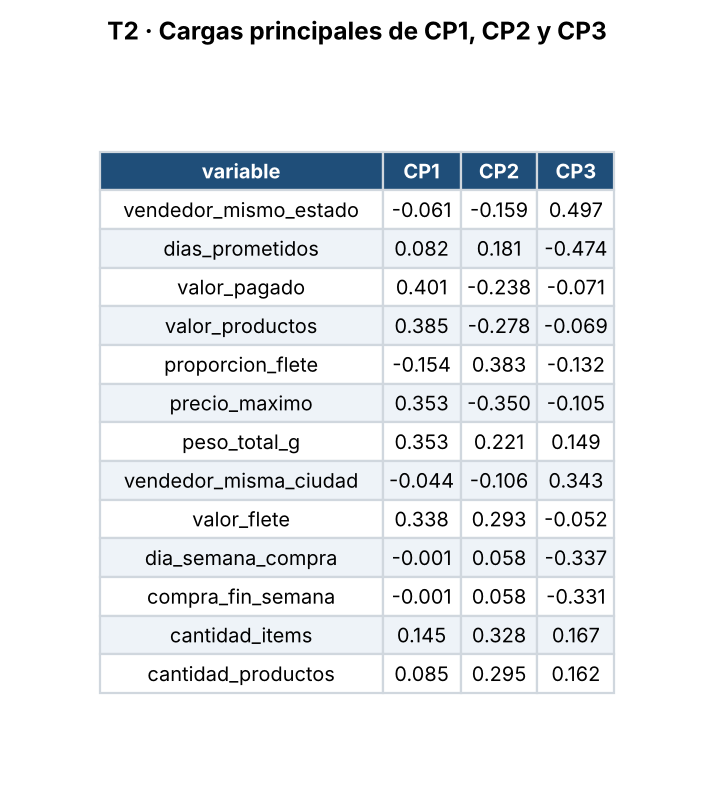 T2 · Cargas principales de CP1, CP2 y CP3
variable CP1 CP2 CP3
vendedor_mismo_estado -0.061 -0.159 0.497
dias_prometidos 0.082 0.181 -0.474
valor_pagado 0.401 -0.238 -0.071
valor_productos 0.385 -0.278 -0.069
proporcion_flete -0.154 0.383 -0.132
precio_maximo 0.353 -0.350 -0.105
peso_total_g 0.353 0.221 0.149
vendedor_misma_ciudad -0.044 -0.106 0.343
valor_flete 0.338 0.293 -0.052
dia_semana_compra -0.001 0.058 -0.337
compra_fin_semana -0.001 0.058 -0.331
cantidad_items 0.145 0.328 0.167
cantidad_productos 0.085 0.295 0.162